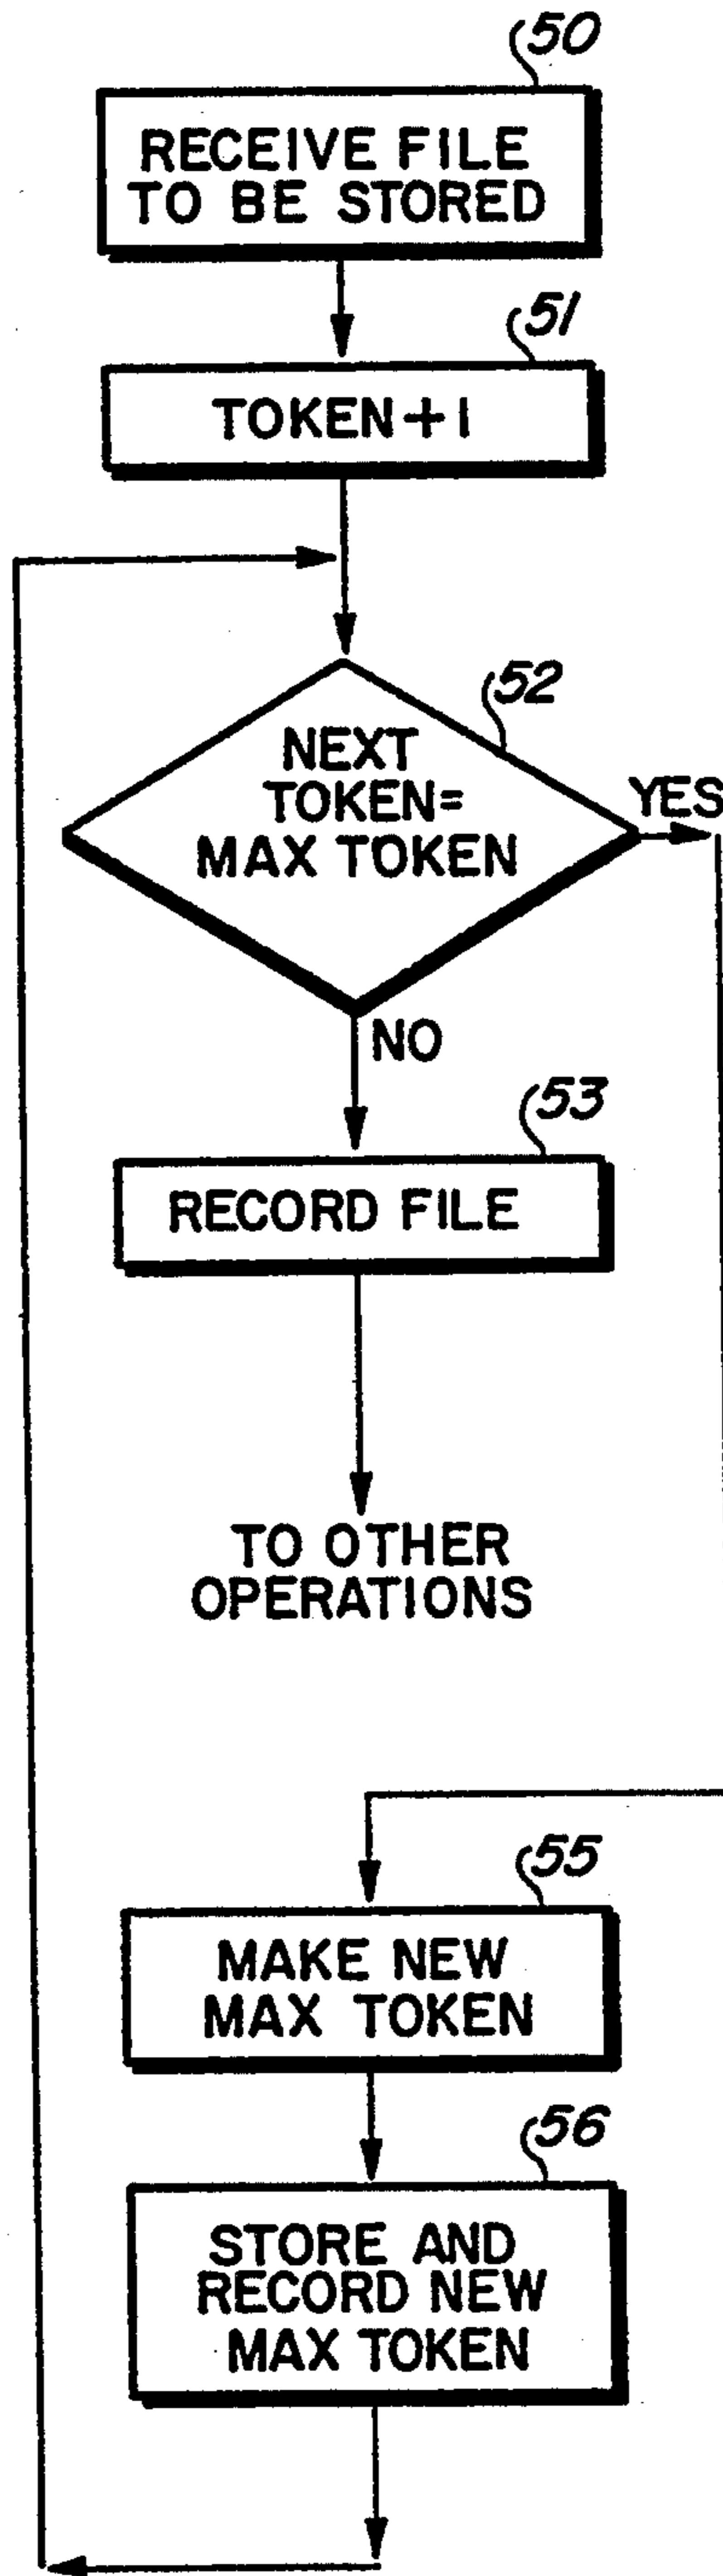 50
RECEIVE FILE
TO BE STORED
51
TOKEN+1
52
NEXT
TOKEN=
MAX TOKEN
YES
NO
53
RECORD FILE
TO OTHER
OPERATIONS
55
MAKE NEW
MAX TOKEN
56
STORE AND
RECORD NEW
MAX TOKEN